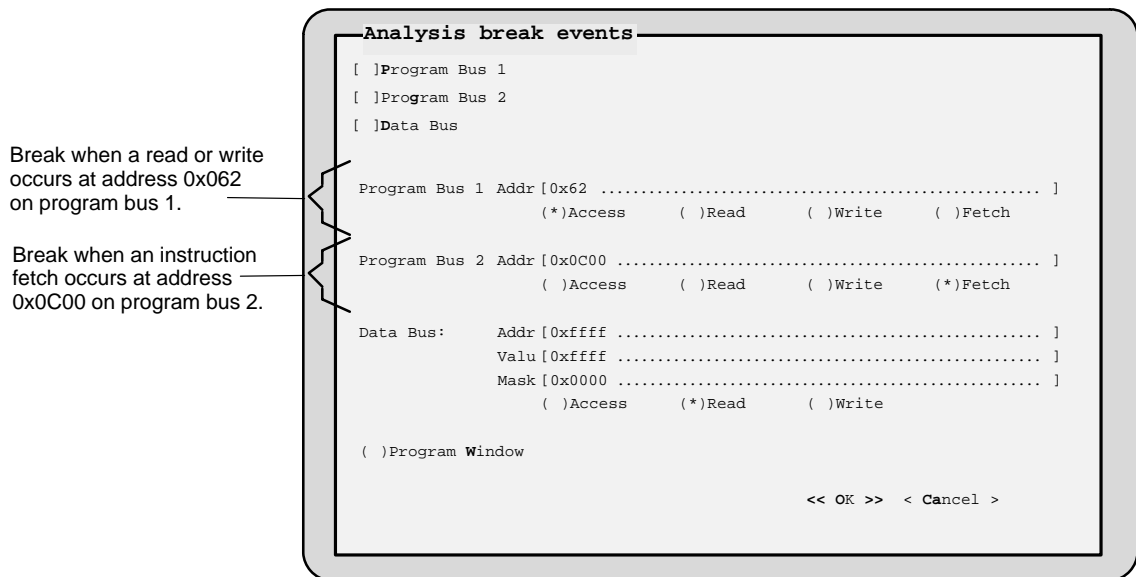 Analysis break events
[ ]Program Bus 1
[ ]Program Bus 2
[ ]Data Bus
Break when a read or write
occurs at address 0x062
on program bus 1.
Program Bus 1 Addr [0x62 ....................................................... ]
(*)Access ( )Read ( )Write ( )Fetch
Break when an instruction
fetch occurs at address
0x0C00 on program bus 2.
Program Bus 2 Addr [0x0C00 ..................................................... ]
( )Access ( )Read ( )Write (*)Fetch
Data Bus: Addr [0xffff ..................................................... ]
Valu [0xffff ..................................................... ]
Mask [0x0000 ..................................................... ]
( )Access (*)Read ( )Write
( )Program Window
<< OK >> < Cancel >